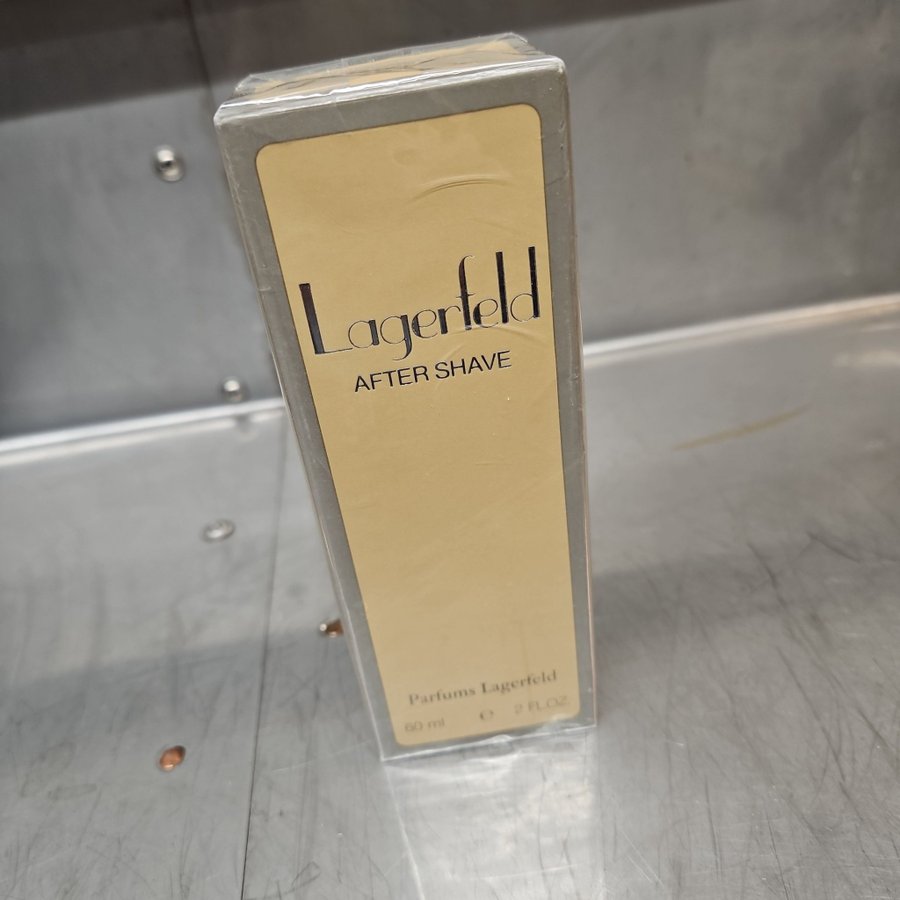 Lagerfeld
AFTER SHAVE
Parfums Lagerfeld
60 ml e 2 FL.OZ.